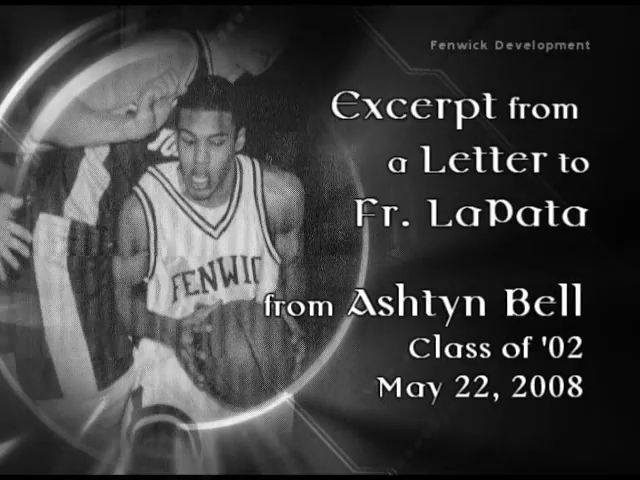 Fenwick Development
Excerpt from
a Letter to
Fr. LaPata
FENWIC
from Ashtyn Bell
Class of '02
May 22, 2008